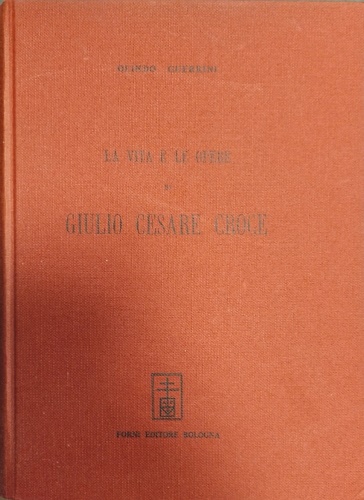 OLINDO GUERRINI
LA VITA E LE OPERE
DI
GIULIO CESARE CROCE
FORNI EDITORE BOLOGNA